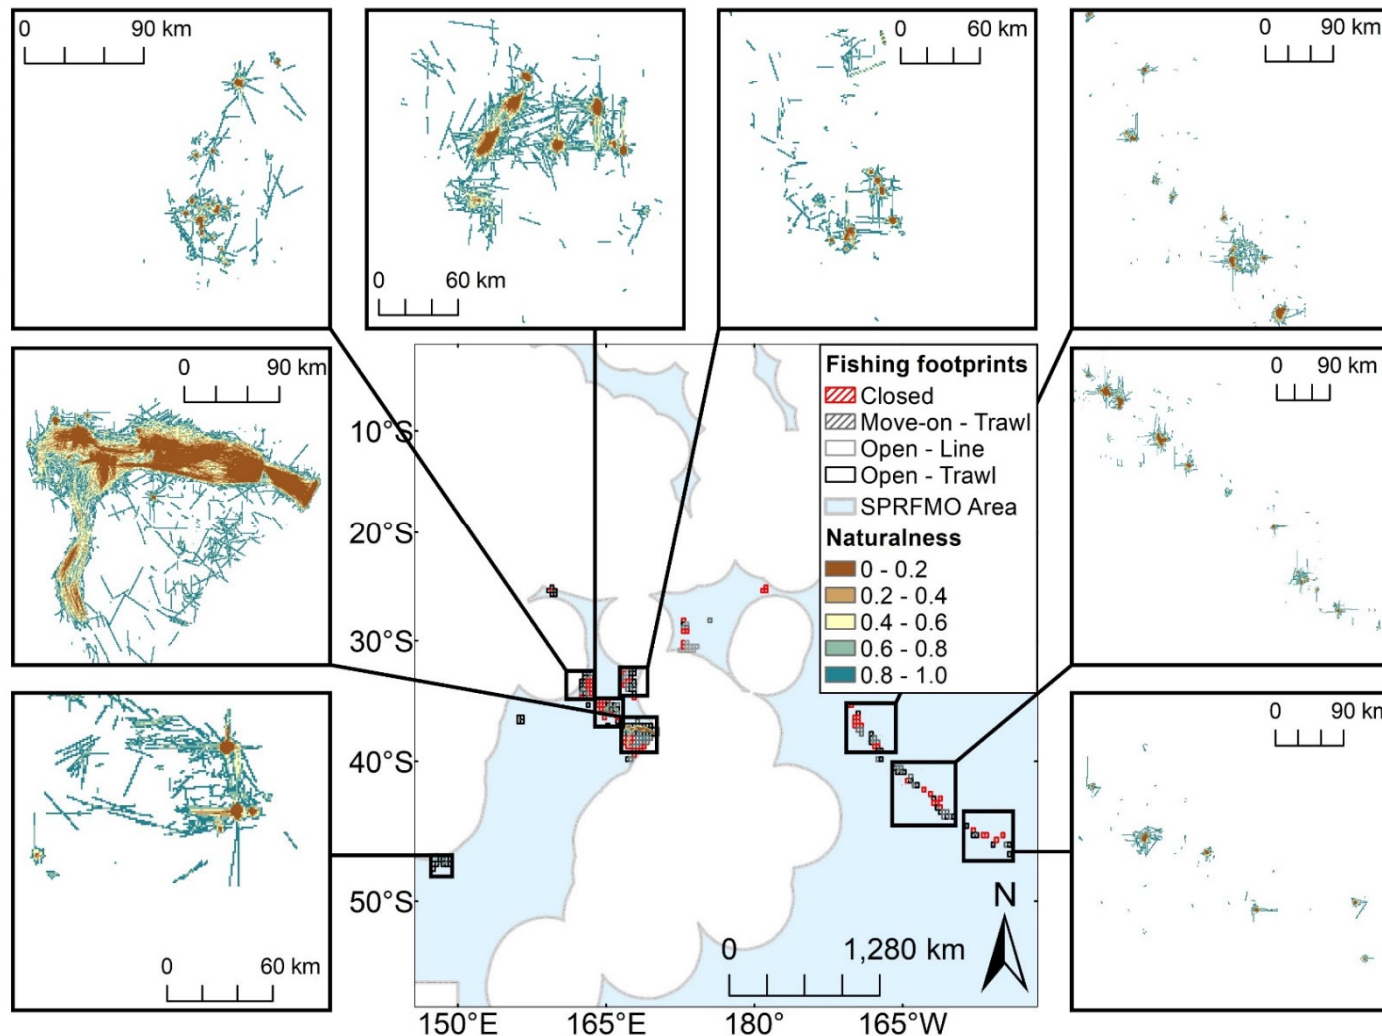 0 90 km
0 60 km
0 60 km
0 90 km
0 90 km
0 90 km
0 60 km
0 90 km
Fishing footprints
Closed
Move-on - Trawl
Open - Line
Open - Trawl
SPRFMO Area
Naturalness
0 - 0.2
0.2 - 0.4
0.4 - 0.6
0.6 - 0.8
0.8 - 1.0
10°S
20°S
30°S
40°S
50°S
N
0 1,280 km
150°E 165°E 180° 165°W